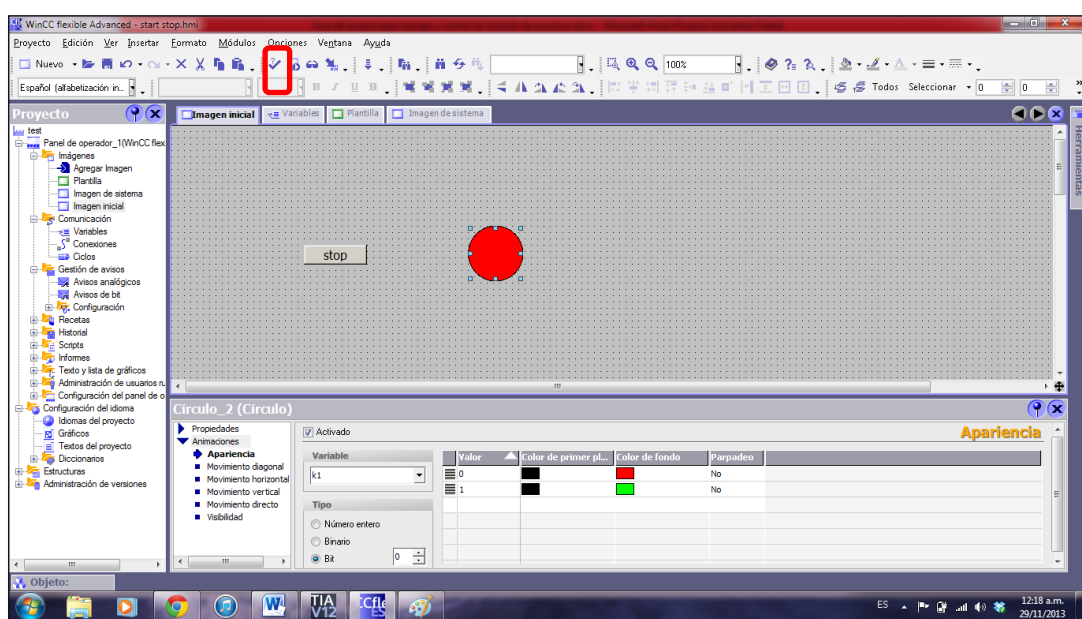 WinCC flexible Advanced - start stop.hmi
Proyecto Edición Ver Insertar Formato Módulos Opciones Ventana Ayuda
Nuevo 100%
Español (alfabetización in.. B I U B Todos Seleccionar 0 0
Proyecto
Imagen inicial Variables Plantilla Imagen de sistema
Herramientas
test
Panel de operador_1(WinCC flex
Imágenes
Agregar Imagen
Plantilla
Imagen de sistema
Imagen inicial
Comunicación
Variables
Conexiones
Ciclos
Gestión de avisos
Avisos analógicos
Avisos de bit
Configuración
Recetas
Historial
Scripts
Informes
Texto y lista de gráficos
Administración de usuarios ru
Configuración del panel de o
Configuración del idioma
Idiomas del proyecto
Gráficos
Textos del proyecto
Diccionarios
Estructuras
Administración de versiones
stop
Círculo_2 (Círculo)
Propiedades
Animaciones
Apariencia
Movimiento diagonal
Movimiento horizontal
Movimiento vertical
Movimiento directo
Visibilidad
Activado
Apariencia
Variable
k1
Tipo
Número entero
Binario
Bit 0
Valor Color de primer pl... Color de fondo Parpadeo
0 No
1 No
Objeto:
TIA V12
CCfle ES
ES 12:18 a.m.
29/11/2013